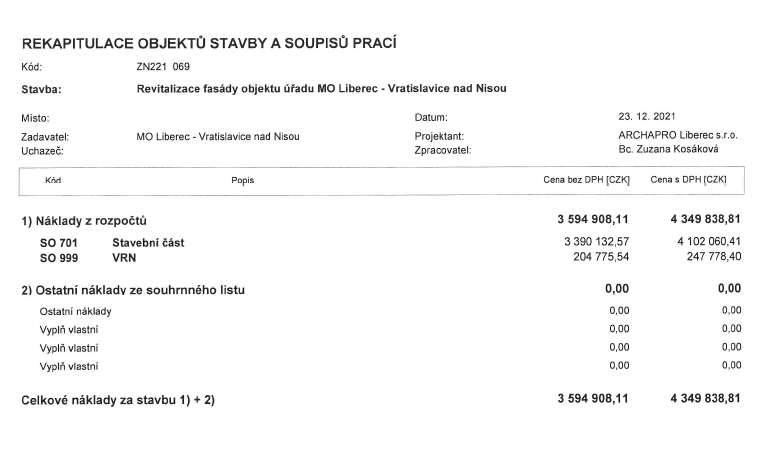 REKAPITULACE OBJEKTŮ STAVBY A SOUPISŮ PRACÍ
Kód: ZN221 069
Stavba: Revitalizace fasády objektu úřadu MO Liberec - Vratislavice nad Nisou
Místo: Datum: 23. 12. 2021
Zadavatel: MO Liberec - Vratislavice nad Nisou Projektant: ARCHAPRO Liberec s.r.o.
Uchazeč: Zpracovatel: Bc. Zuzana Kosáková
Kód Popis Cena bez DPH [CZK] Cena s DPH [CZK]
1) Náklady z rozpočtů 3 594 908,11 4 349 838,81
SO 701 Stavební část 3 390 132,57 4 102 060,41
SO 999 VRN 204 775,54 247 778,40
2) Ostatní náklady ze souhrnného listu 0,00 0,00
Ostatní náklady 0,00 0,00
Vyplň vlastní 0,00 0,00
Vyplň vlastní 0,00 0,00
Vyplň vlastní 0,00 0,00
Celkové náklady za stavbu 1) + 2) 3 594 908,11 4 349 838,81